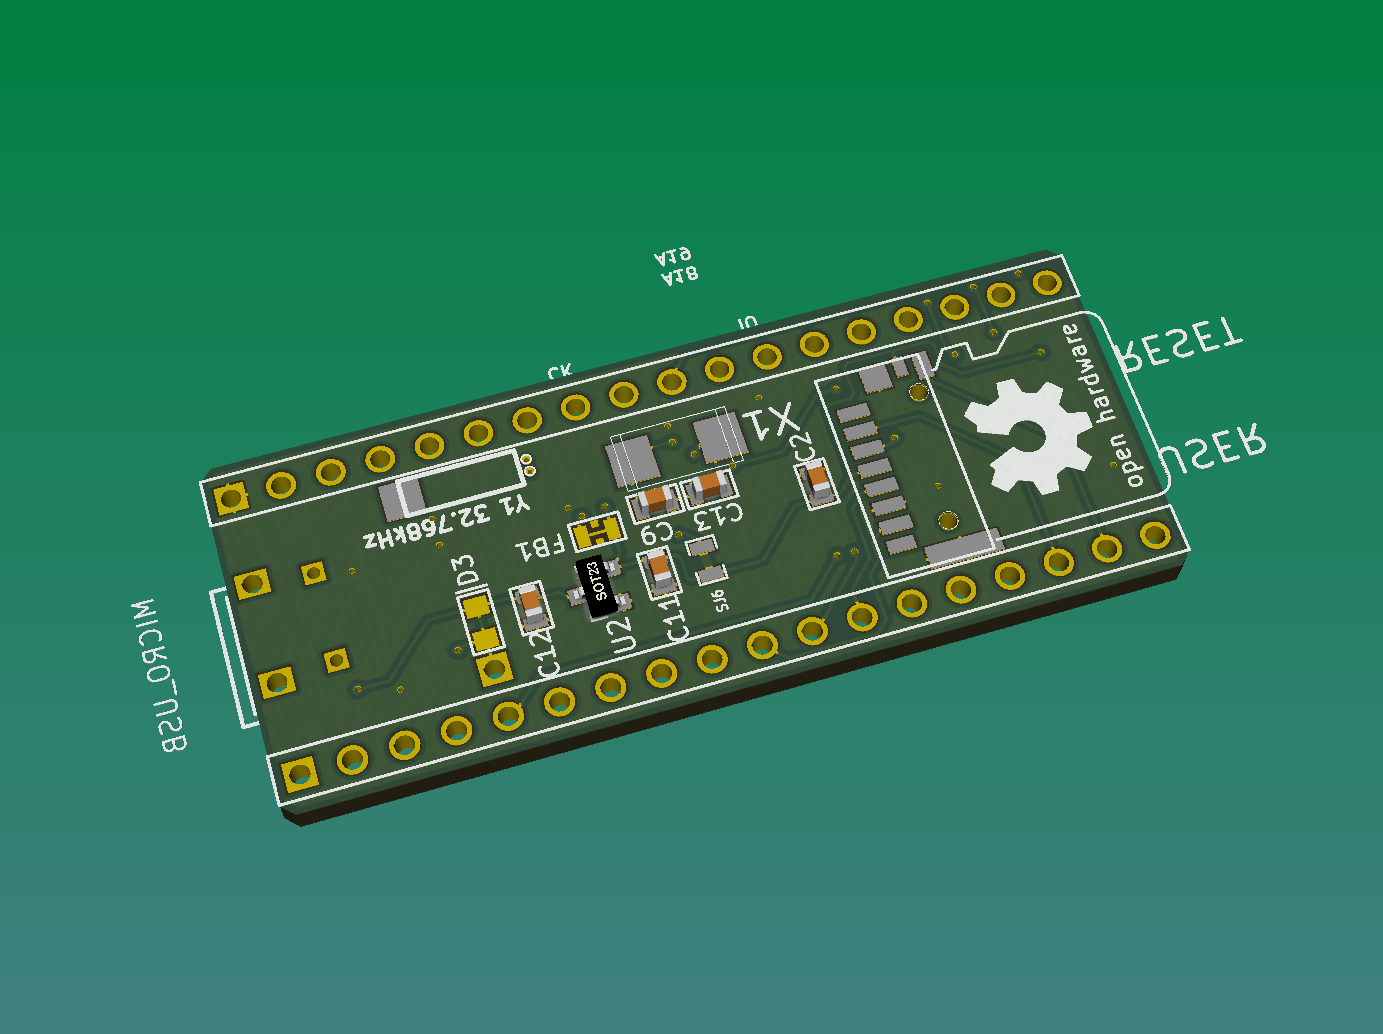 A19
A18
JO
CK
RESET
USER
open hardware
X1
C2
Y1 32.768kHz
C13
C9
FB1
SOT23
JD3
C12
U2
C11
SJ6
MICRO_USB